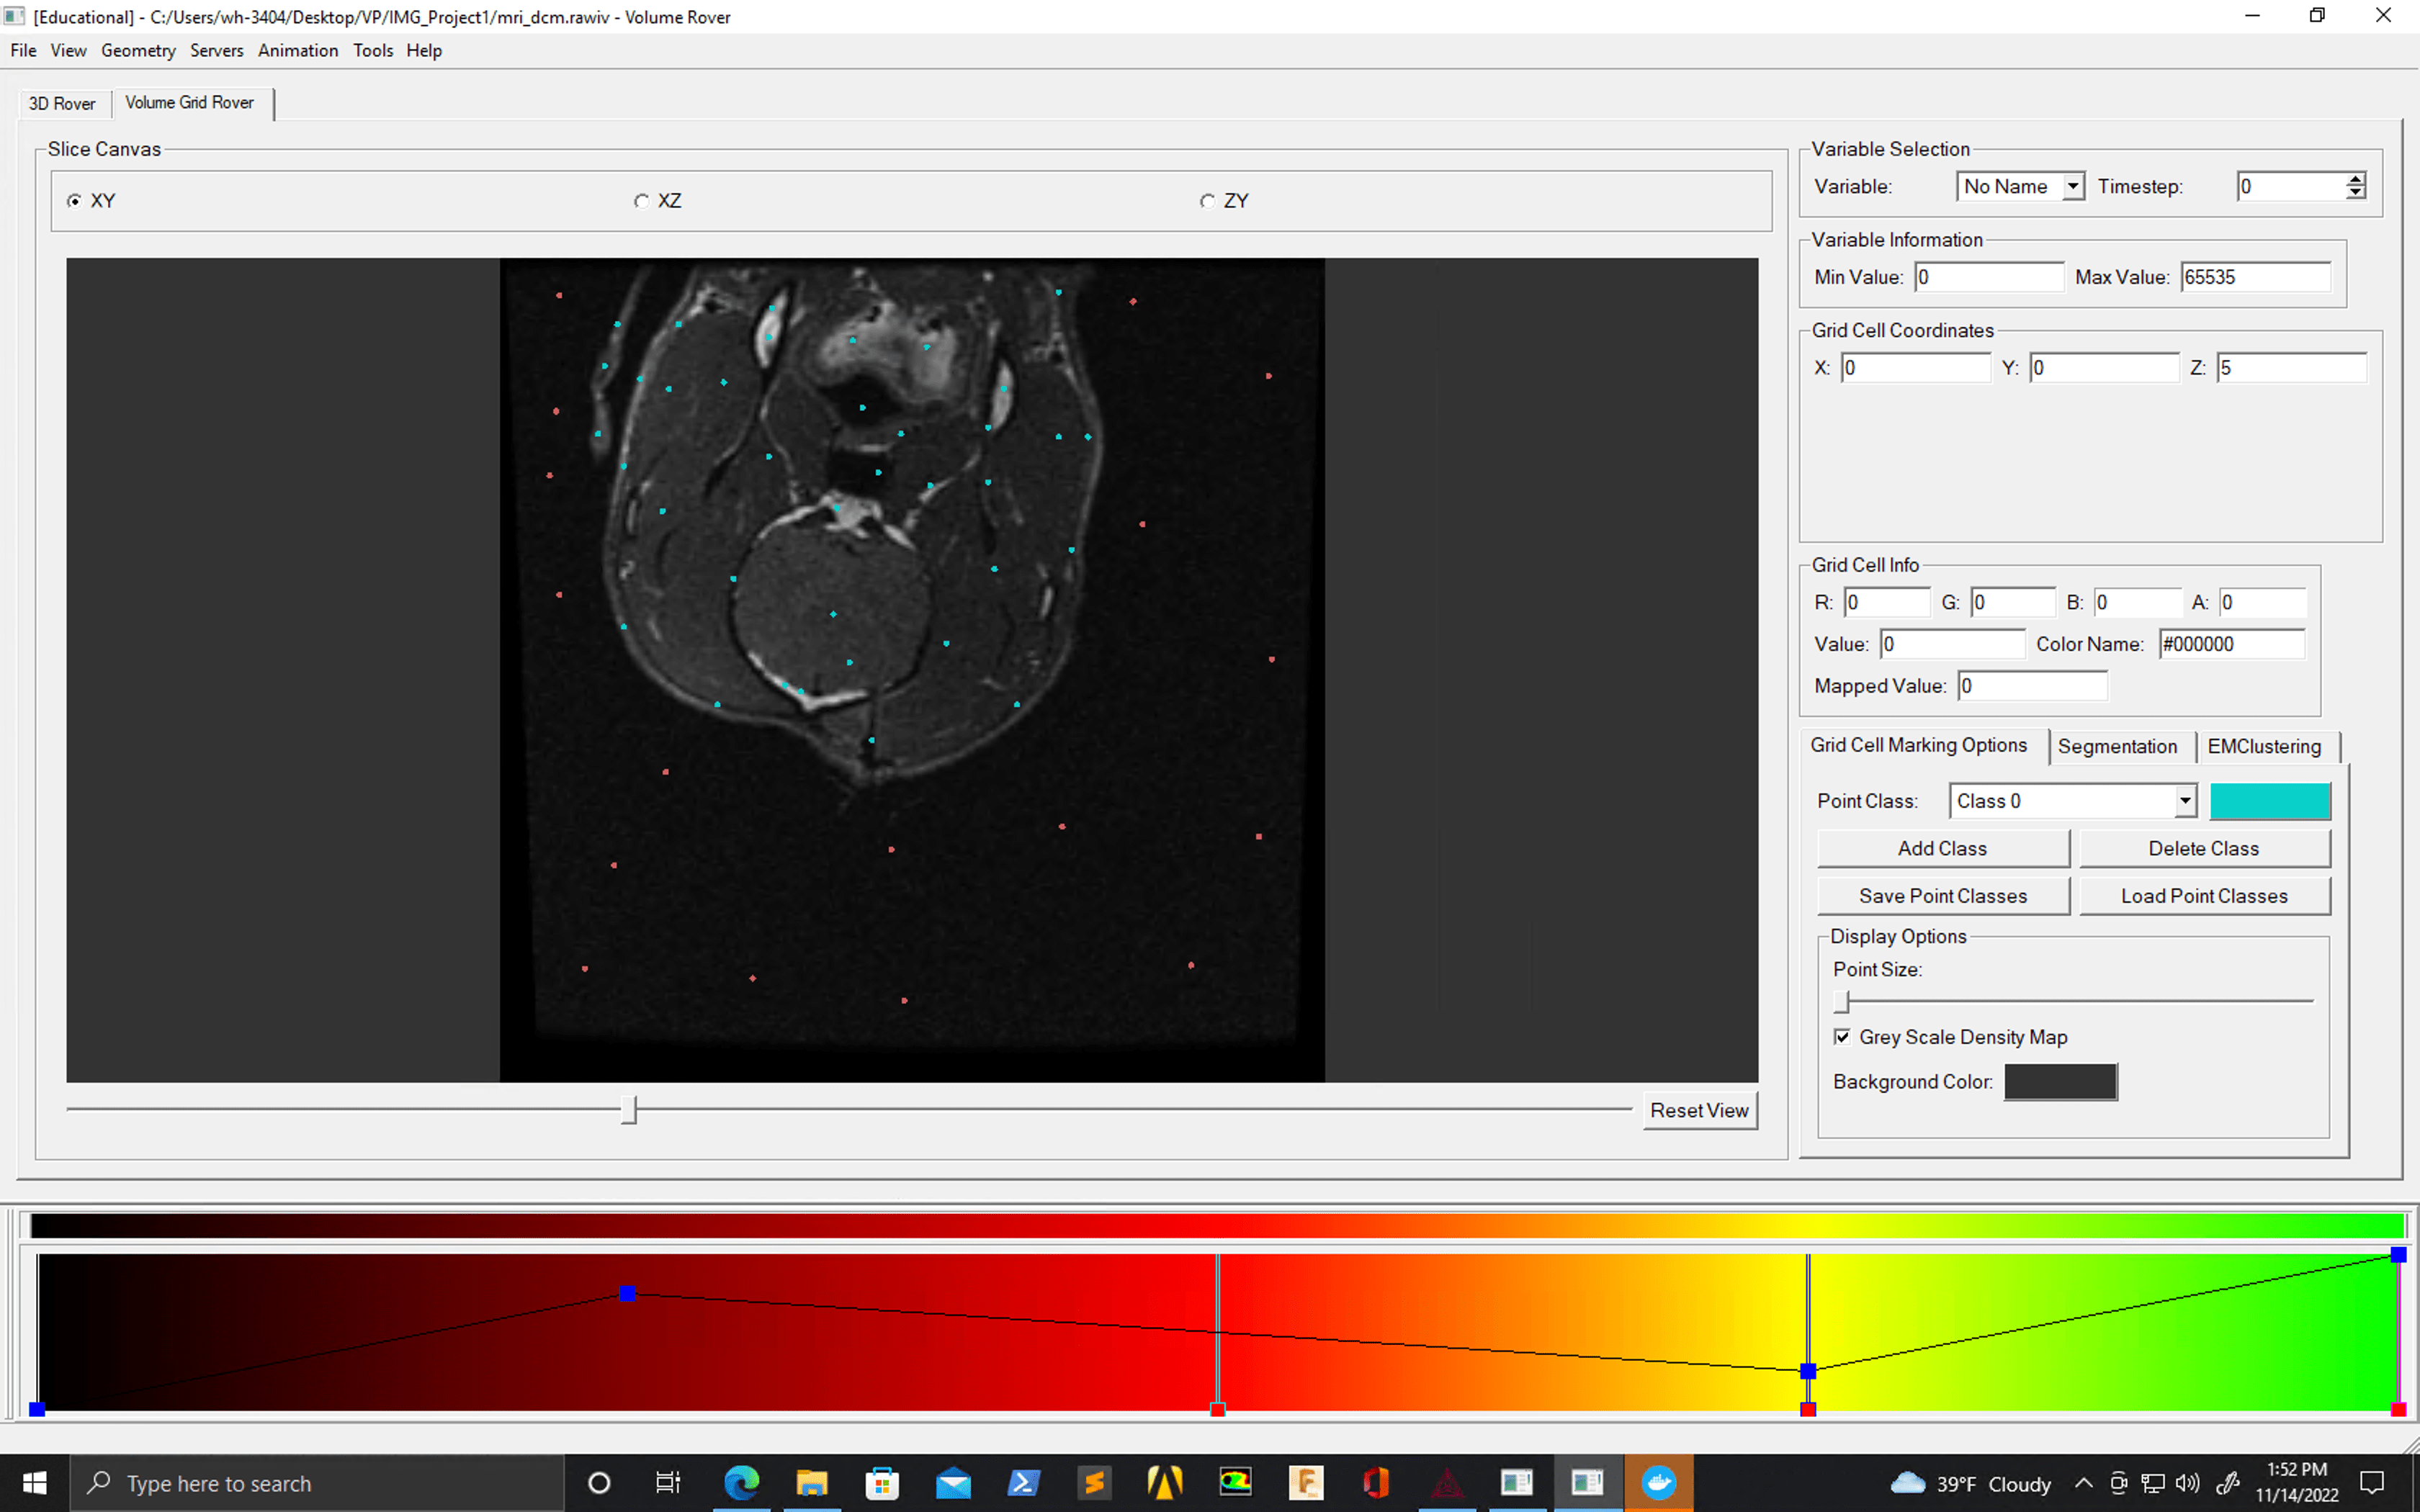 [Educational] - C:/Users/wh-3404/Desktop/VP/IMG_Project1/mri_dcm.rawiv - Volume Rover
File View Geometry Servers Animation Tools Help
3D Rover Volume Grid Rover
Slice Canvas
XY XZ ZY
Reset View
Variable Selection
Variable: No Name Timestep: 0
Variable Information
Min Value: 0 Max Value: 65535
Grid Cell Coordinates
X: 0 Y: 0 Z: 5
Grid Cell Info
R: 0 G: 0 B: 0 A: 0
Value: 0 Color Name: #000000
Mapped Value: 0
Grid Cell Marking Options Segmentation EMClustering
Point Class: Class 0
Add Class Delete Class
Save Point Classes Load Point Classes
Display Options
Point Size:
Grey Scale Density Map
Background Color:
Type here to search
39°F Cloudy
1:52 PM
11/14/2022